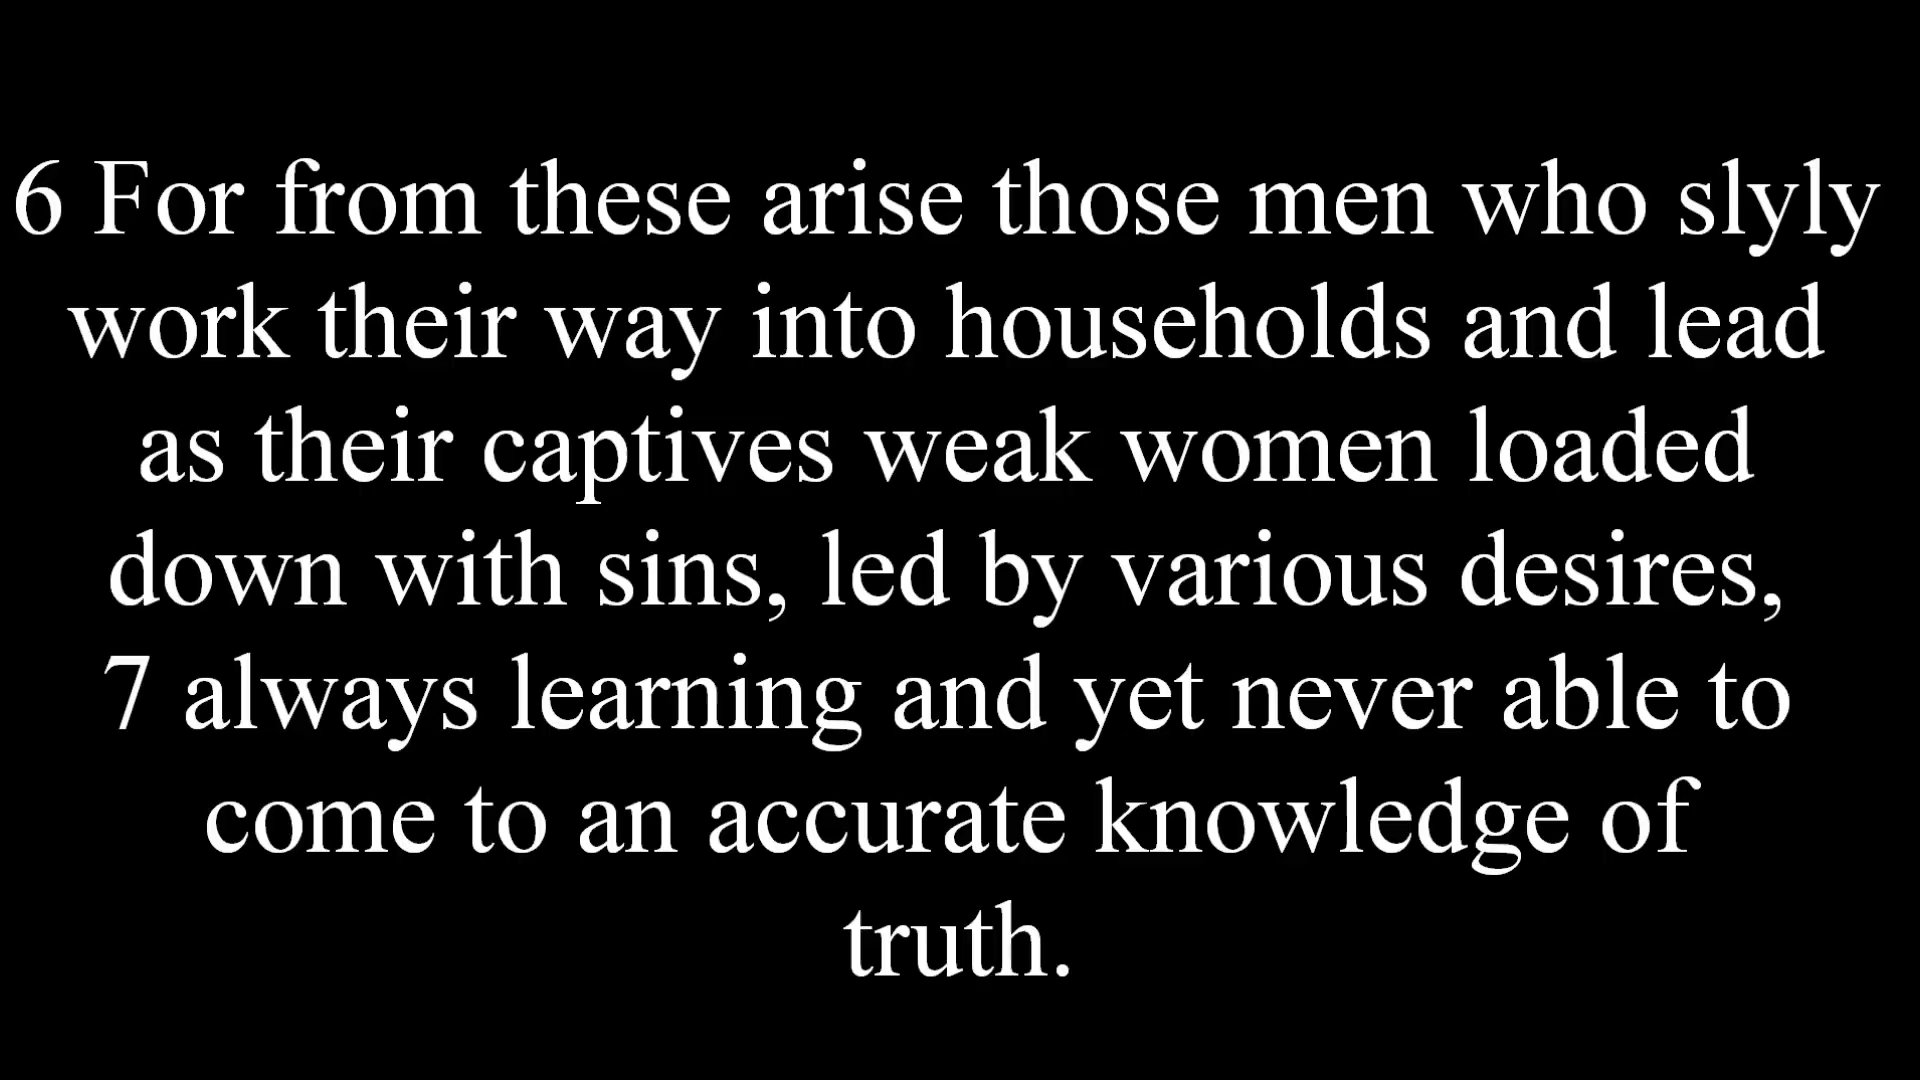 6 For from these arise those men who slyly
work their way into households and lead
as their captives weak women loaded
down with sins, led by various desires,
7 always learning and yet never able to
come to an accurate knowledge of
truth.